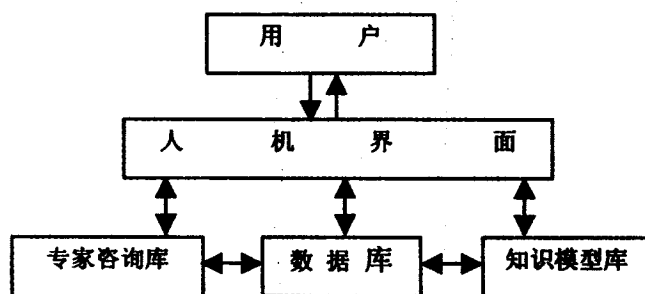 用 户
人 机 界 面
专家咨询库 数 据 库 知识模型库